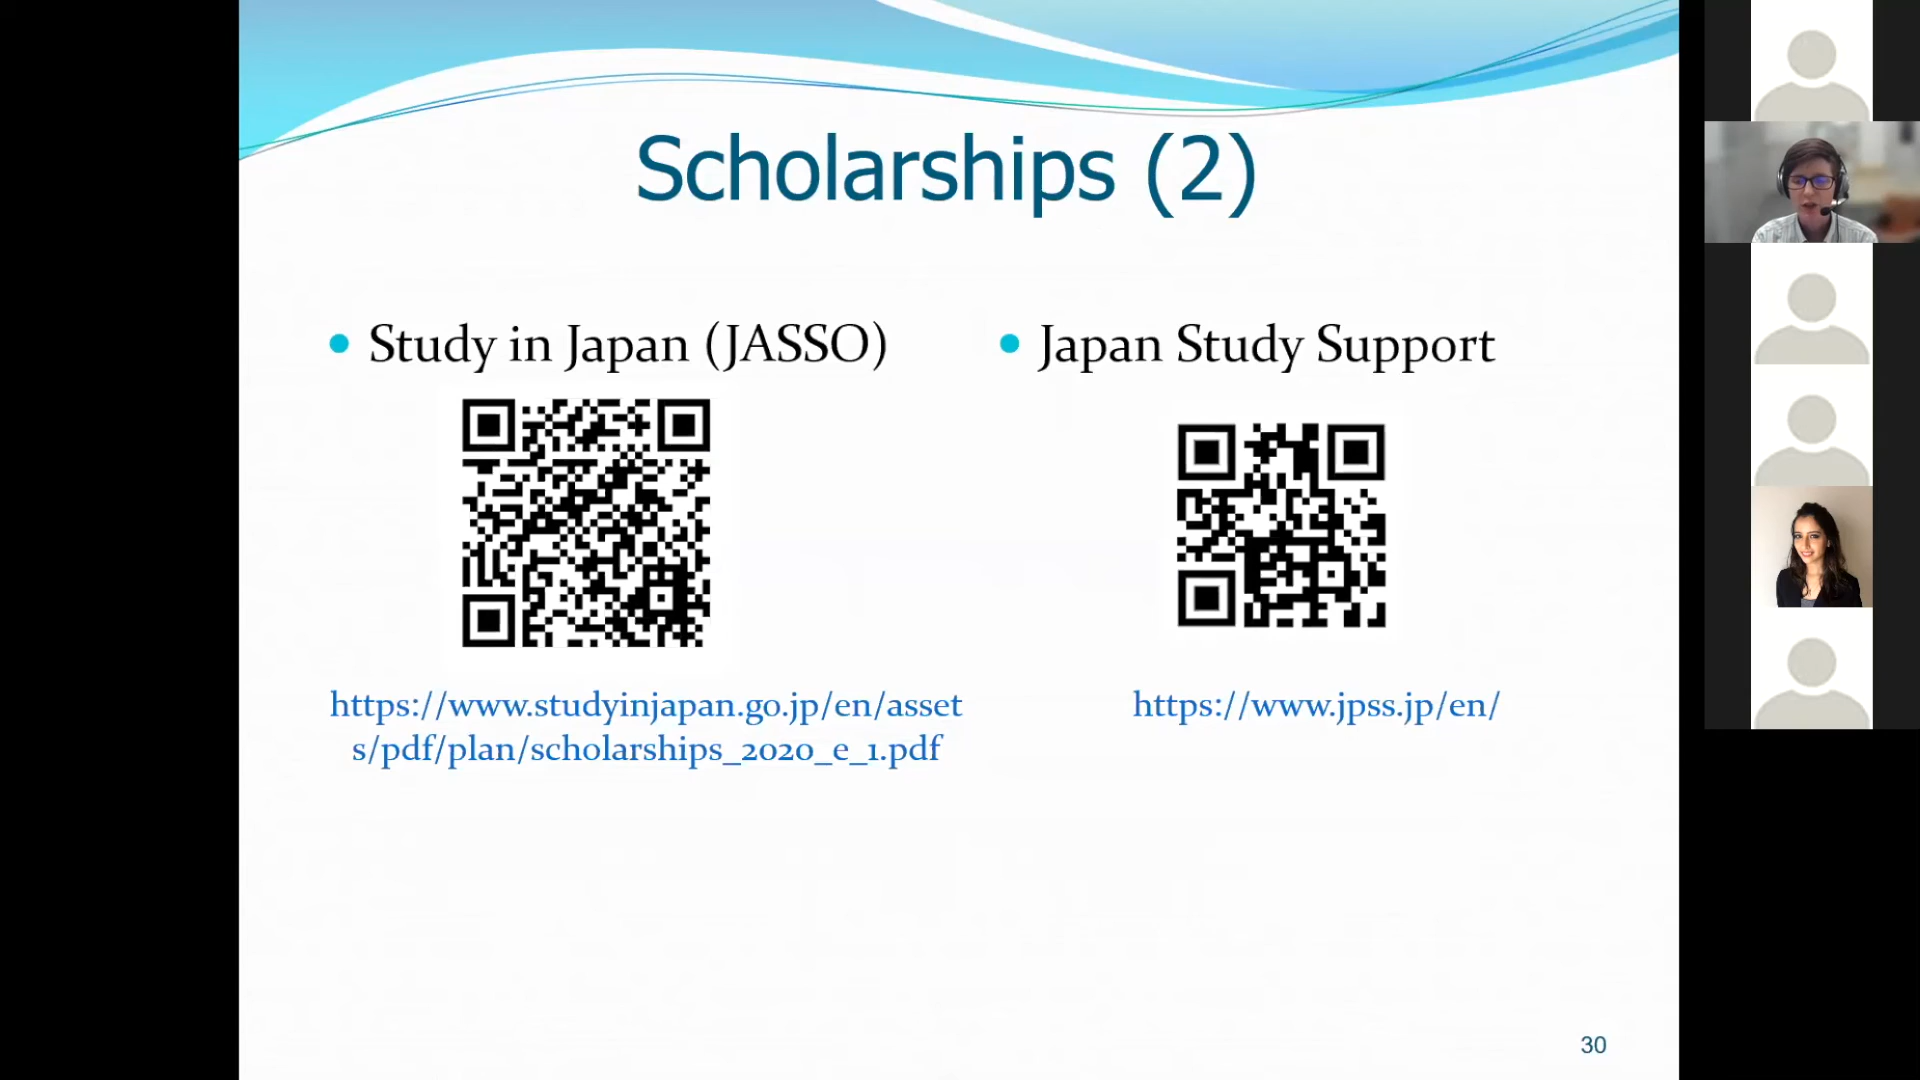 Scholarships (2)
Study in Japan (JASSO)
https://www.studyinjapan.go.jp/en/asset
s/pdf/plan/scholarships_2020_e_1.pdf
Japan Study Support
https://www.jpss.jp/en/
30